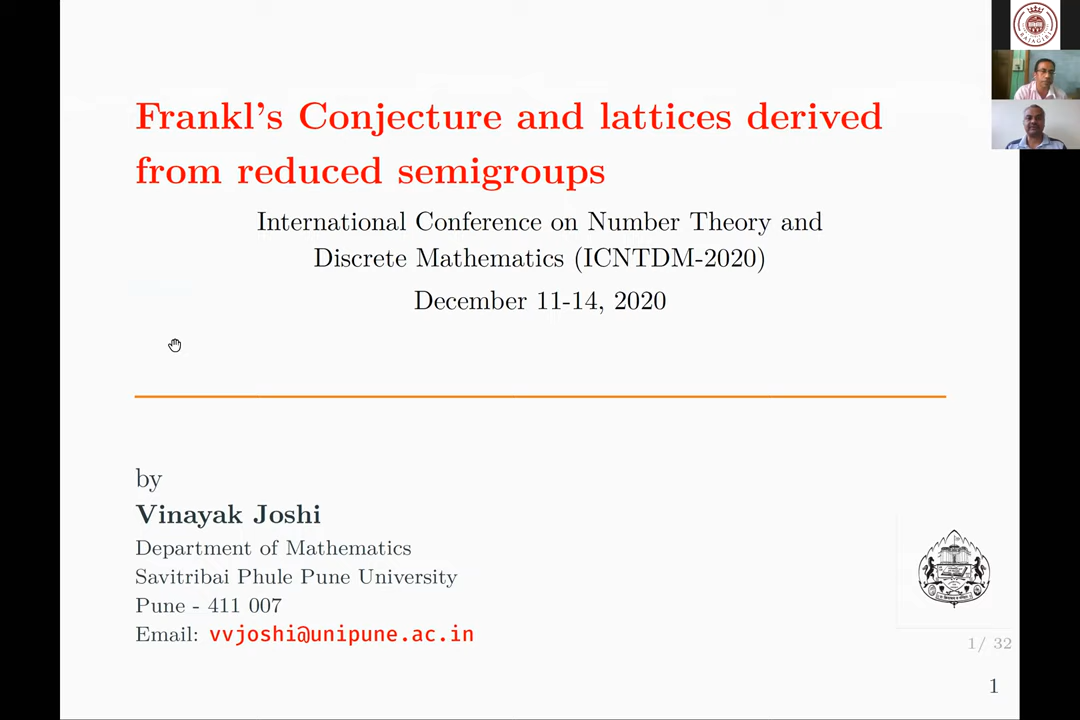 Frankl's Conjecture and lattices derived
from reduced semigroups
International Conference on Number Theory and
Discrete Mathematics (ICNTDM-2020)
December 11-14, 2020
by
Vinayak Joshi
Department of Mathematics
Savitribai Phule Pune University
Pune - 411 007
Email: vvjoshi@unipune.ac.in
1/ 32
1
RAJAGIRI